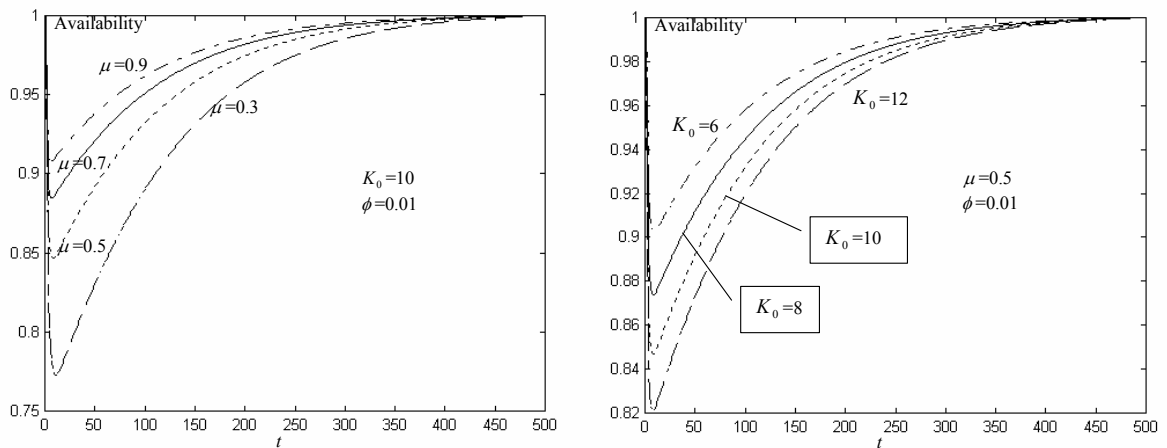 1
Availability
0.95
0.9
0.85
0.8
0.75
μ=0.9
μ=0.7
μ=0.5
μ=0.3
K₀=10
ϕ=0.01
0 50 100 150 200 250 300 350 400 450 500
t
1
Availability
0.98
0.96
0.94
0.92
0.9
0.88
0.86
0.84
0.82
K₀=6
K₀=12
μ=0.5
ϕ=0.01
K₀=10
K₀=8
0 50 100 150 200 250 300 350 400 450 500
t